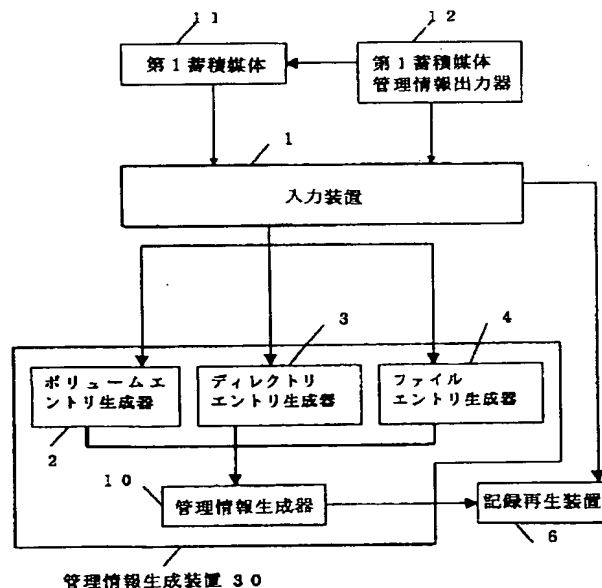 11
12
第1蓄積媒体
第1蓄積媒体
管理情報出力器
1
入力装置
3
4
ボリュームエ
ントリ生成器
ディレクトリ
エントリ生成器
ファイル
エントリ生成器
2
10
管理情報生成器
記録再生装置
6
管理情報生成装置30